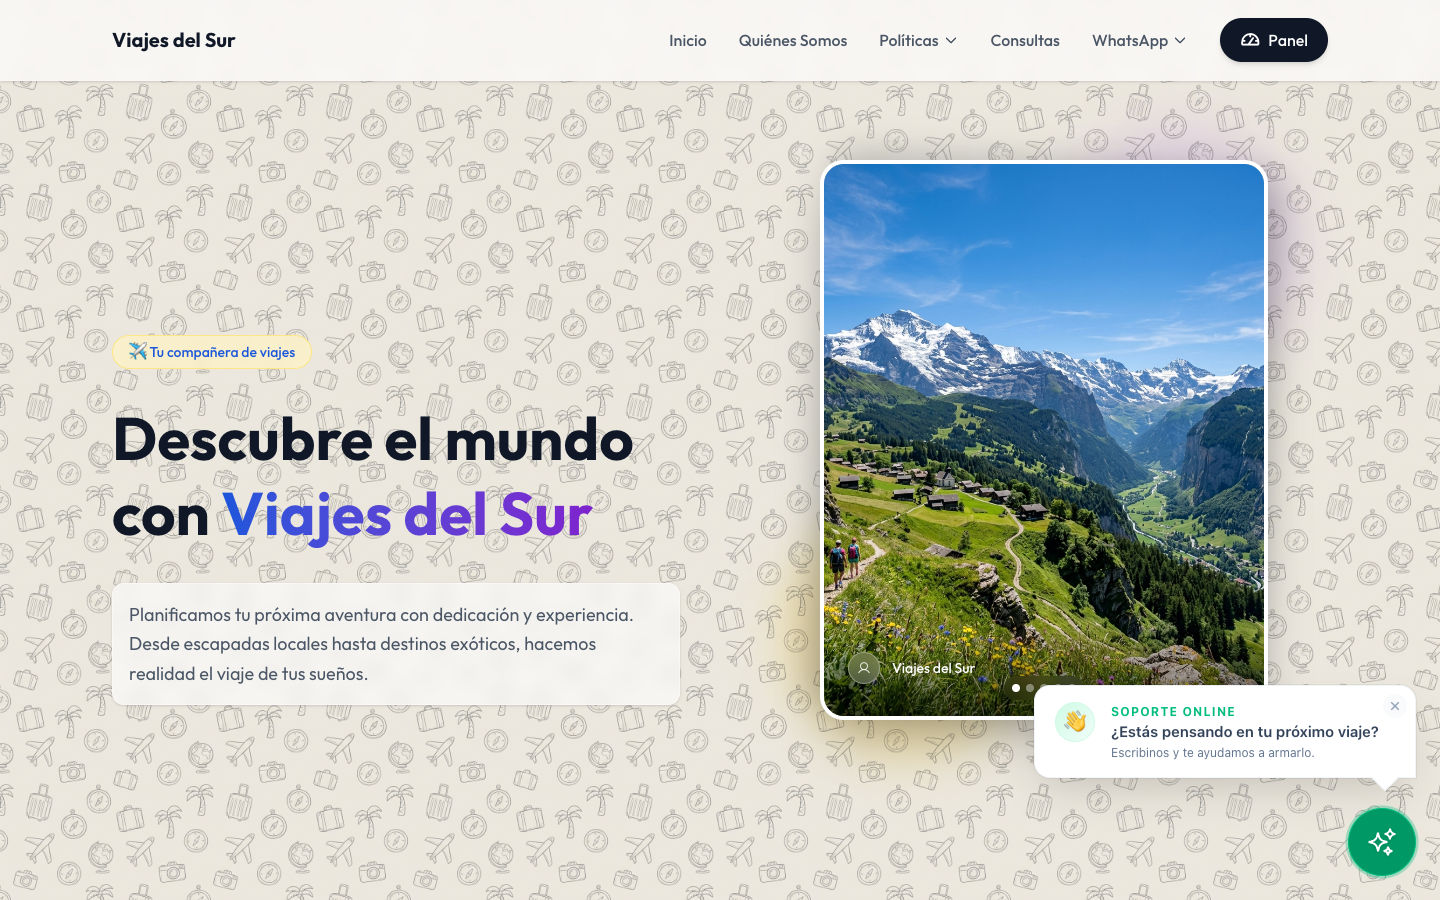 Viajes del Sur
Inicio
Quiénes Somos
Políticas
Consultas
WhatsApp
Panel
✈️ Tu compañera de viajes
Descubre el mundo
con Viajes del Sur
Planificamos tu próxima aventura con dedicación y experiencia.
Desde escapadas locales hasta destinos exóticos, hacemos
realidad el viaje de tus sueños.
Viajes del Sur
SOPORTE ONLINE
¿Estás pensando en tu próximo viaje?
Escribinos y te ayudamos a armarlo.